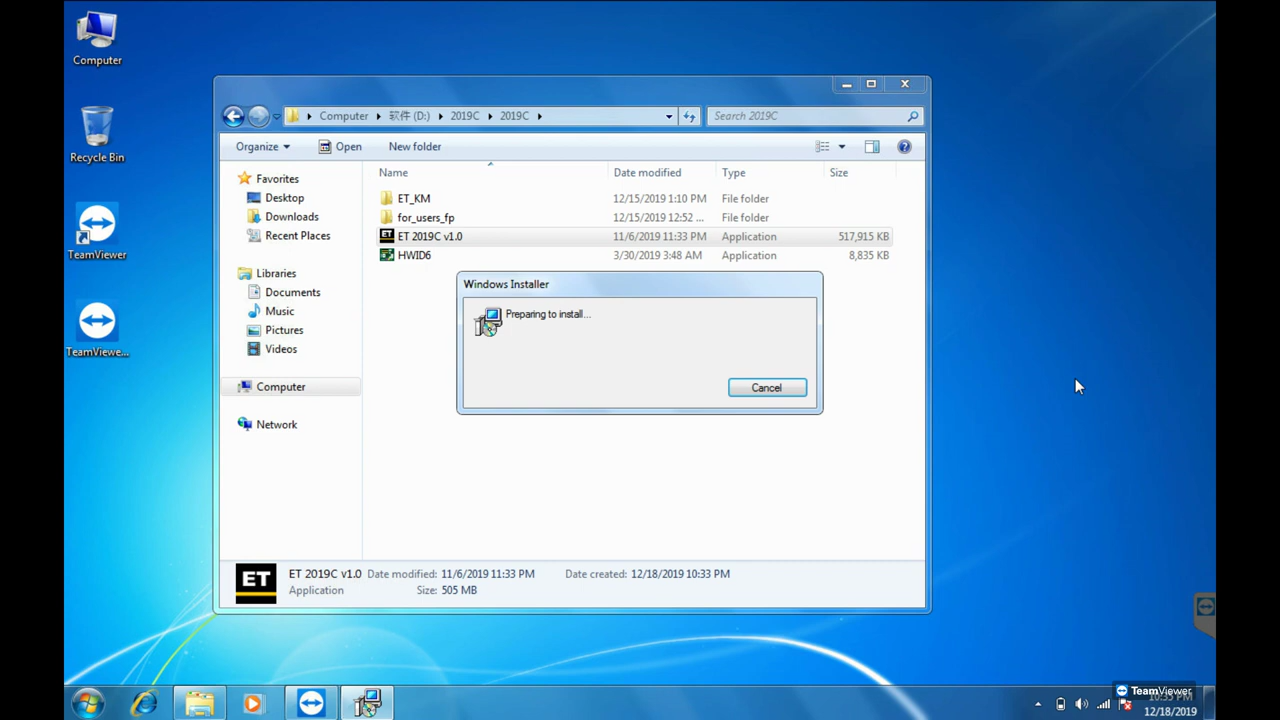 Computer
Recycle Bin
TeamViewer
TeamViewe...
Computer
软件 (D:)
2019C
2019C
Search 2019C
Organize
Open
New folder
Name
Date modified
Type
Size
Favorites
Desktop
Downloads
Recent Places
Libraries
Documents
Music
Pictures
Videos
Computer
Network
ET_KM 12/15/2019 1:10 PM File folder
for_users_fp 12/15/2019 12:52 ... File folder
ET 2019C v1.0 11/6/2019 11:33 PM Application 517,915 KB
HWID6 3/30/2019 3:48 AM Application 8,835 KB
Windows Installer
Preparing to install...
Cancel
ET
ET 2019C v1.0 Date modified: 11/6/2019 11:33 PM Date created: 12/18/2019 10:33 PM
Application Size: 505 MB
TeamViewer
12/18/2019